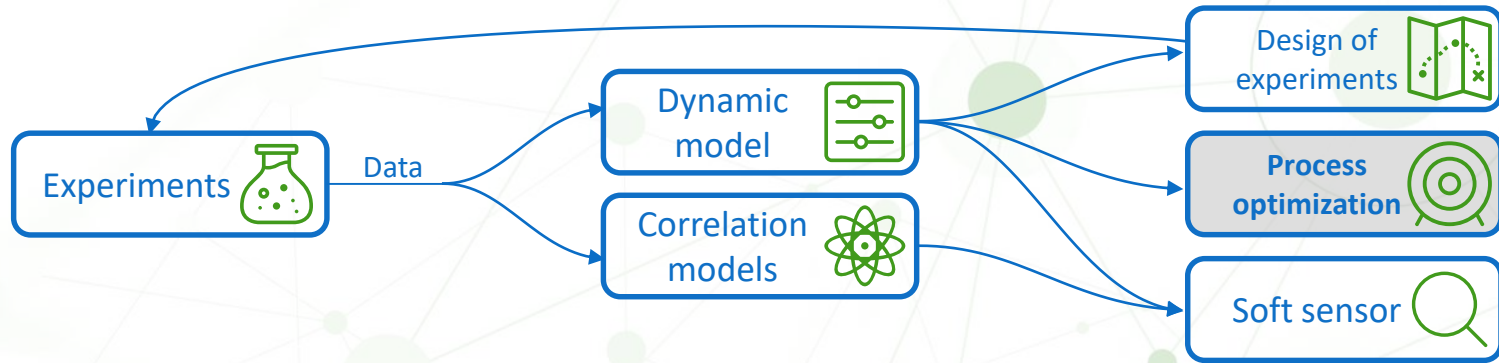 Experiments
Data
Dynamic
model
Correlation
models
Design of
experiments
Process
optimization
Soft sensor